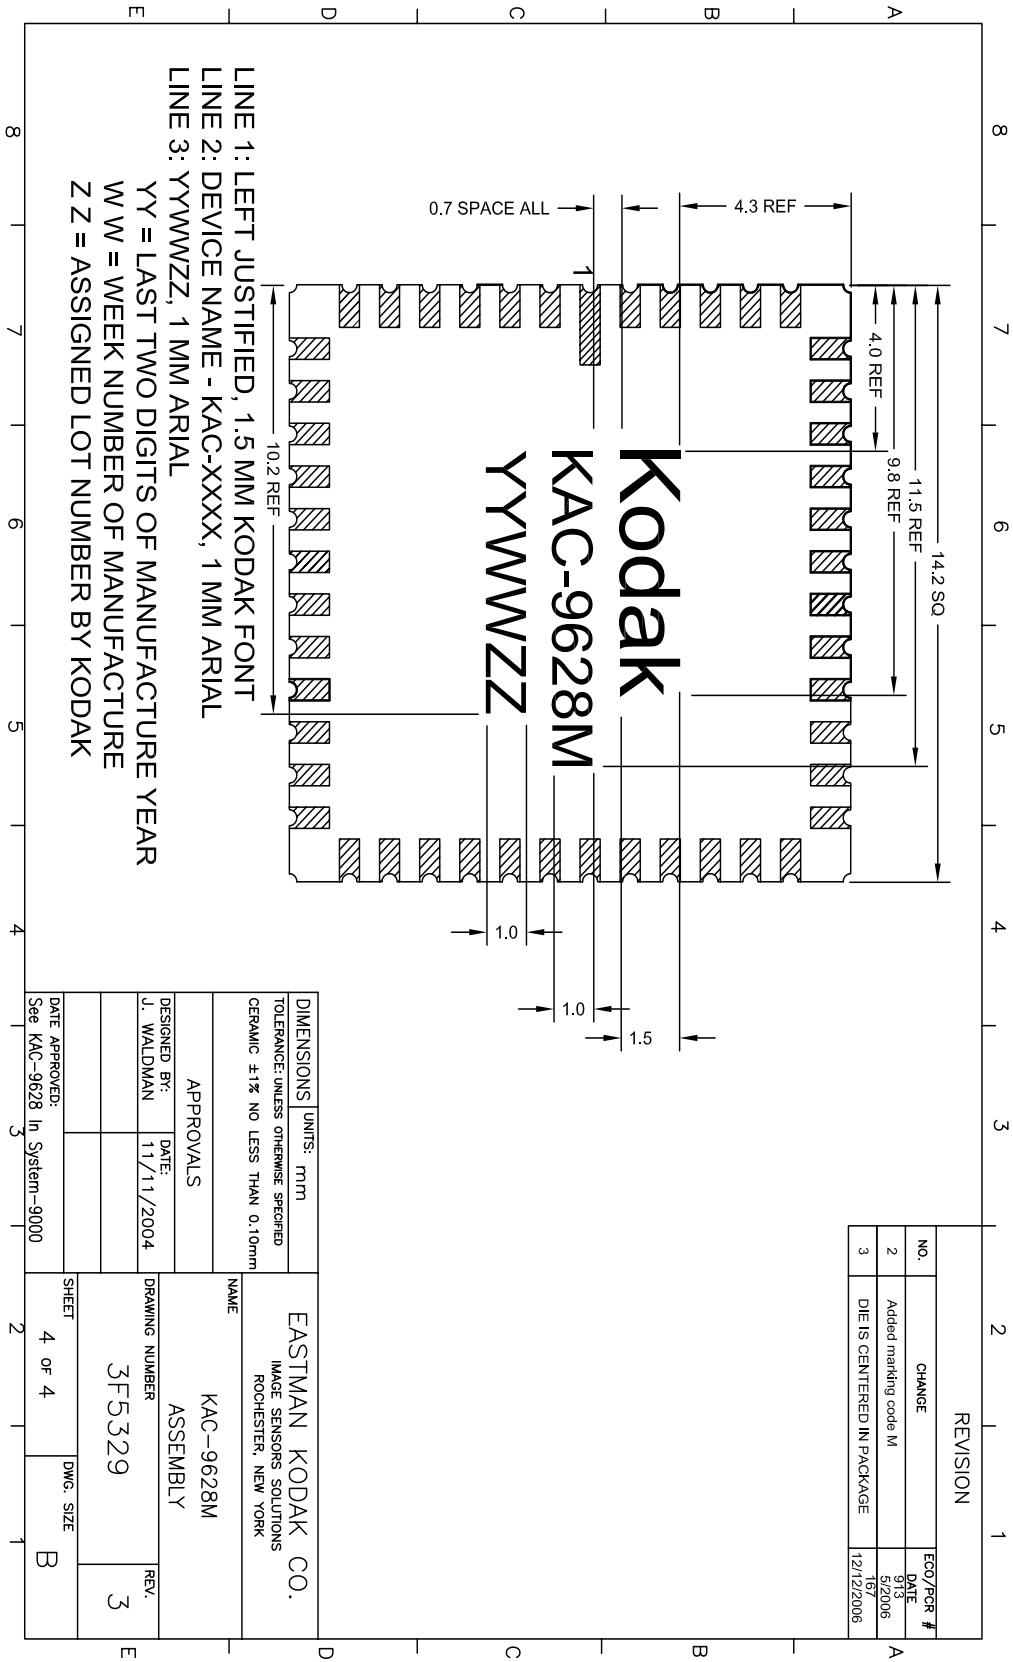 8
7
6
5
4
3
2
1
A
B
C
D
E
REVISION
NO.
CHANGE
ECO/PCR #
DATE
2
Added marking code M
913
5/2006
3
DIE IS CENTERED IN PACKAGE
167
12/12/2006
14.2 SQ
11.5 REF
9.8 REF
4.0 REF
4.3 REF
0.7 SPACE ALL
1
Kodak
KAC-9628M
YYWWZZ
1.5
1.0
1.0
10.2 REF
LINE 1: LEFT JUSTIFIED, 1.5 MM KODAK FONT
LINE 2: DEVICE NAME - KAC-XXXX, 1 MM ARIAL
LINE 3: YYWWZZ, 1 MM ARIAL
YY = LAST TWO DIGITS OF MANUFACTURE YEAR
W W = WEEK NUMBER OF MANUFACTURE
Z Z = ASSIGNED LOT NUMBER BY KODAK
DIMENSIONS
UNITS: mm
TOLERANCE: UNLESS OTHERWISE SPECIFIED
CERAMIC ±1% NO LESS THAN 0.10mm
APPROVALS
DESIGNED BY:
J. WALDMAN
DATE:
11/11/2004
DATE APPROVED:
See KAC-9628 In System-9000
EASTMAN KODAK CO.
IMAGE SENSORS SOLUTIONS
ROCHESTER, NEW YORK
NAME
KAC-9628M
ASSEMBLY
DRAWING NUMBER
3F5329
REV.
3
SHEET
4 OF 4
DWG. SIZE
B
8
7
6
5
4
3
2
1
A
B
C
D
E